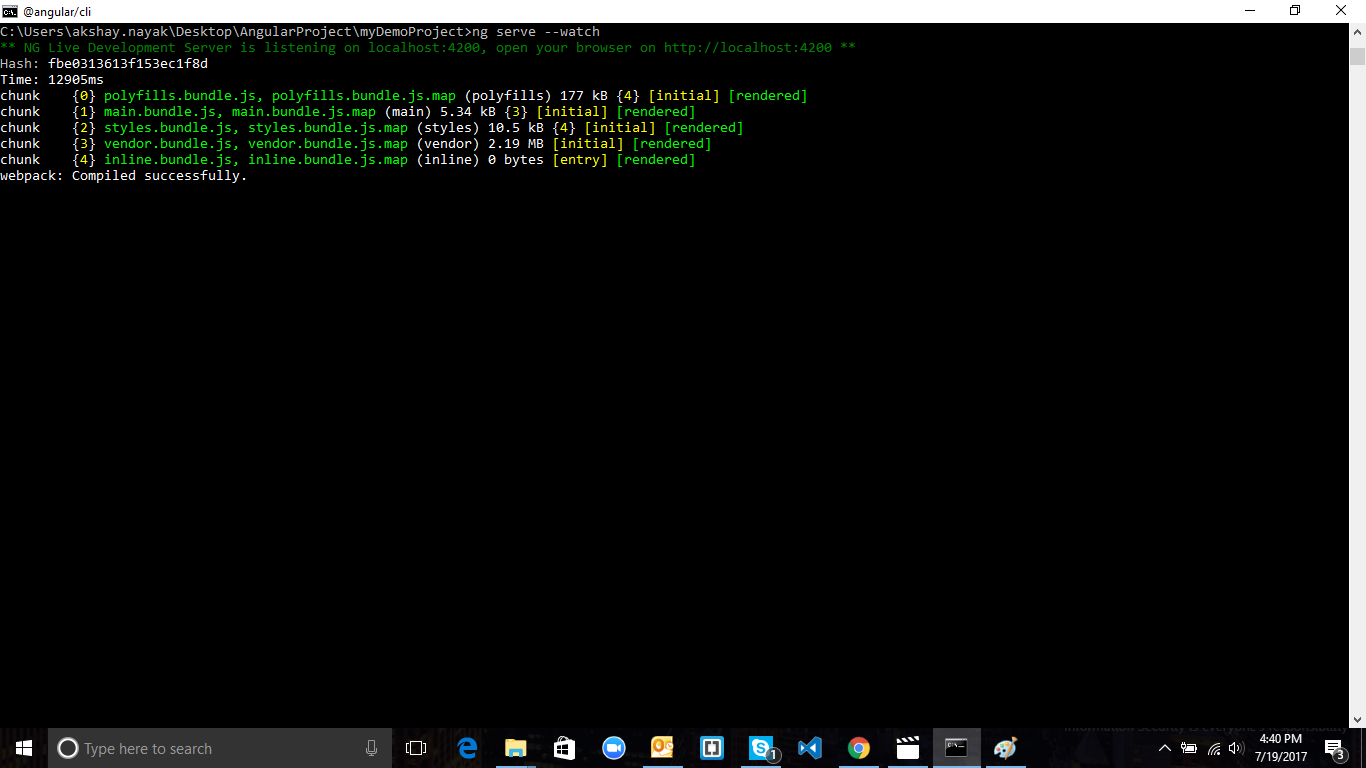 @angular/cli
C:\Users\akshay.nayak\Desktop\AngularProject\myDemoProject>ng serve --watch
** NG Live Development Server is listening on localhost:4200, open your browser on http://localhost:4200 **
Hash: fbe0313613f153ec1f8d
Time: 12905ms
chunk    {0} polyfills.bundle.js, polyfills.bundle.js.map (polyfills) 177 kB {4} [initial] [rendered]
chunk    {1} main.bundle.js, main.bundle.js.map (main) 5.34 kB {3} [initial] [rendered]
chunk    {2} styles.bundle.js, styles.bundle.js.map (styles) 10.5 kB {4} [initial] [rendered]
chunk    {3} vendor.bundle.js, vendor.bundle.js.map (vendor) 2.19 MB [initial] [rendered]
chunk    {4} inline.bundle.js, inline.bundle.js.map (inline) 0 bytes [entry] [rendered]
webpack: Compiled successfully.
Type here to search
1
4:40 PM
7/19/2017
3